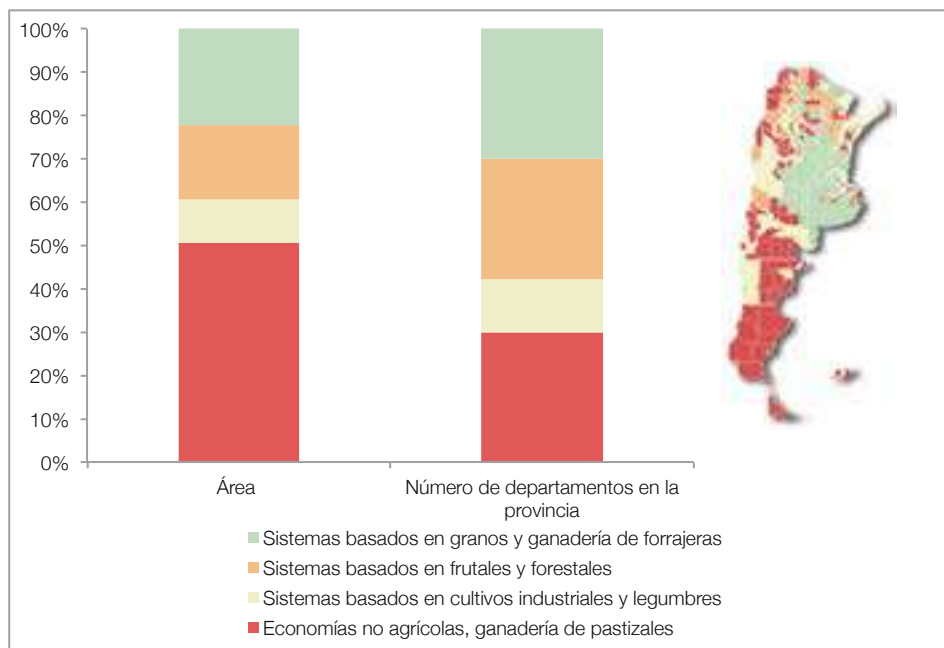 100%
90%
80%
70%
60%
50%
40%
30%
20%
10%
0%
Área
Número de departamentos en la
provincia
Sistemas basados en granos y ganadería de forrajeras
Sistemas basados en frutales y forestales
Sistemas basados en cultivos industriales y legumbres
Economías no agrícolas, ganadería de pastizales